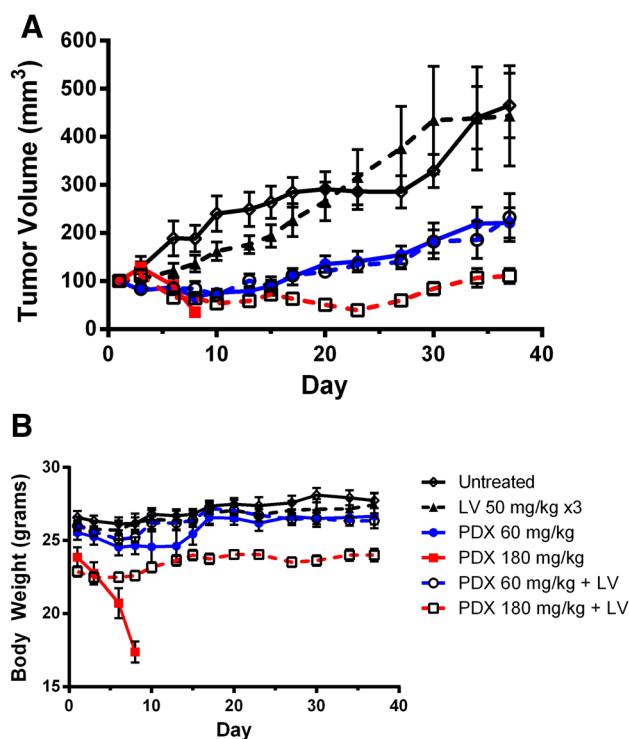 A
Tumor Volume (mm³)
600
500
400
300
200
100
0
0 10 20 30 40
Day
B
Body Weight (grams)
30
25
20
15
0 10 20 30 40
Day
Untreated
LV 50 mg/kg x3
PDX 60 mg/kg
PDX 180 mg/kg
PDX 60 mg/kg + LV
PDX 180 mg/kg + LV